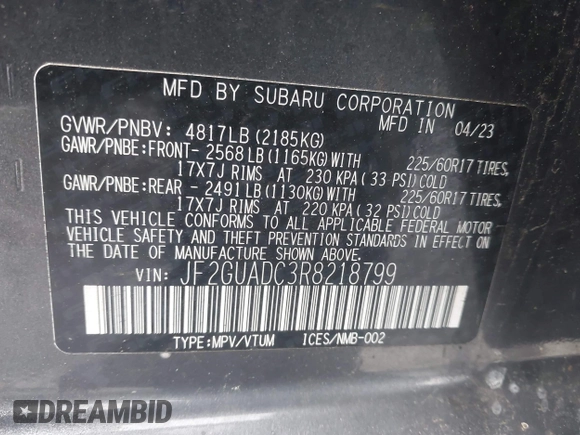 MFD BY SUBARU CORPORATION
GVWR/PNBV: 4817LB (2185KG) MFD IN 04/23
GAWR/PNBE:FRONT- 2568LB (1165KG) WITH 225/60R17 TIRES,
17X7J RIMS AT 230 KPA (33 PSI) COLD
GAWR/PNBE:REAR - 2491LB (1130KG) WITH 225/60R17 TIRES,
17X7J RIMS AT 220 KPA (32 PSI) COLD
THIS VEHICLE CONFORMS TO ALL APPLICABLE FEDERAL MOTOR
VEHICLE SAFETY AND THEFT PREVENTION STANDARDS IN EFFECT ON
THE DATE OF MANUFACTURE SHOWN ABOVE.
VIN: JF2GUADC3R8218799
TYPE:MPV/VTUM ICES/NMB-002
DREAMBID